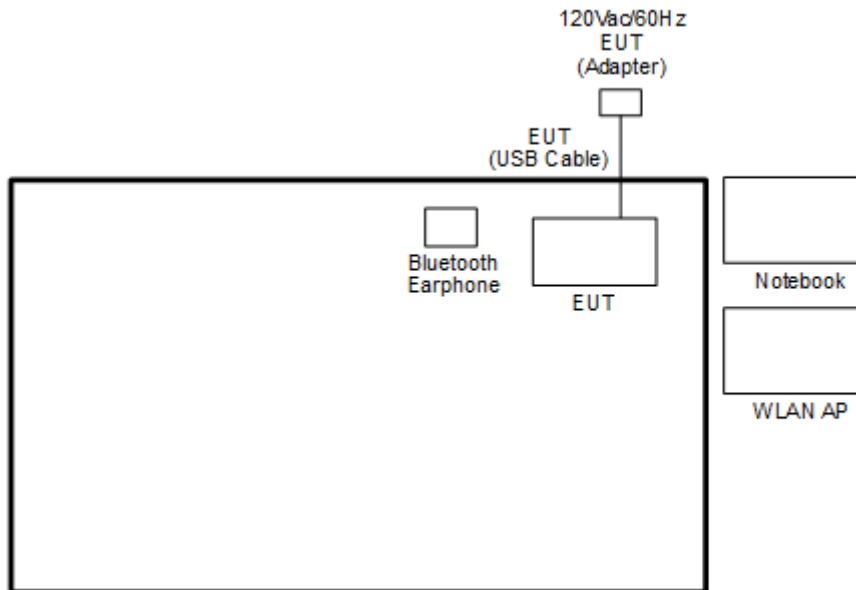 120Vac/60Hz
EUT
(Adapter)
EUT
(USB Cable)
Bluetooth
Earphone
EUT
Notebook
WLAN AP